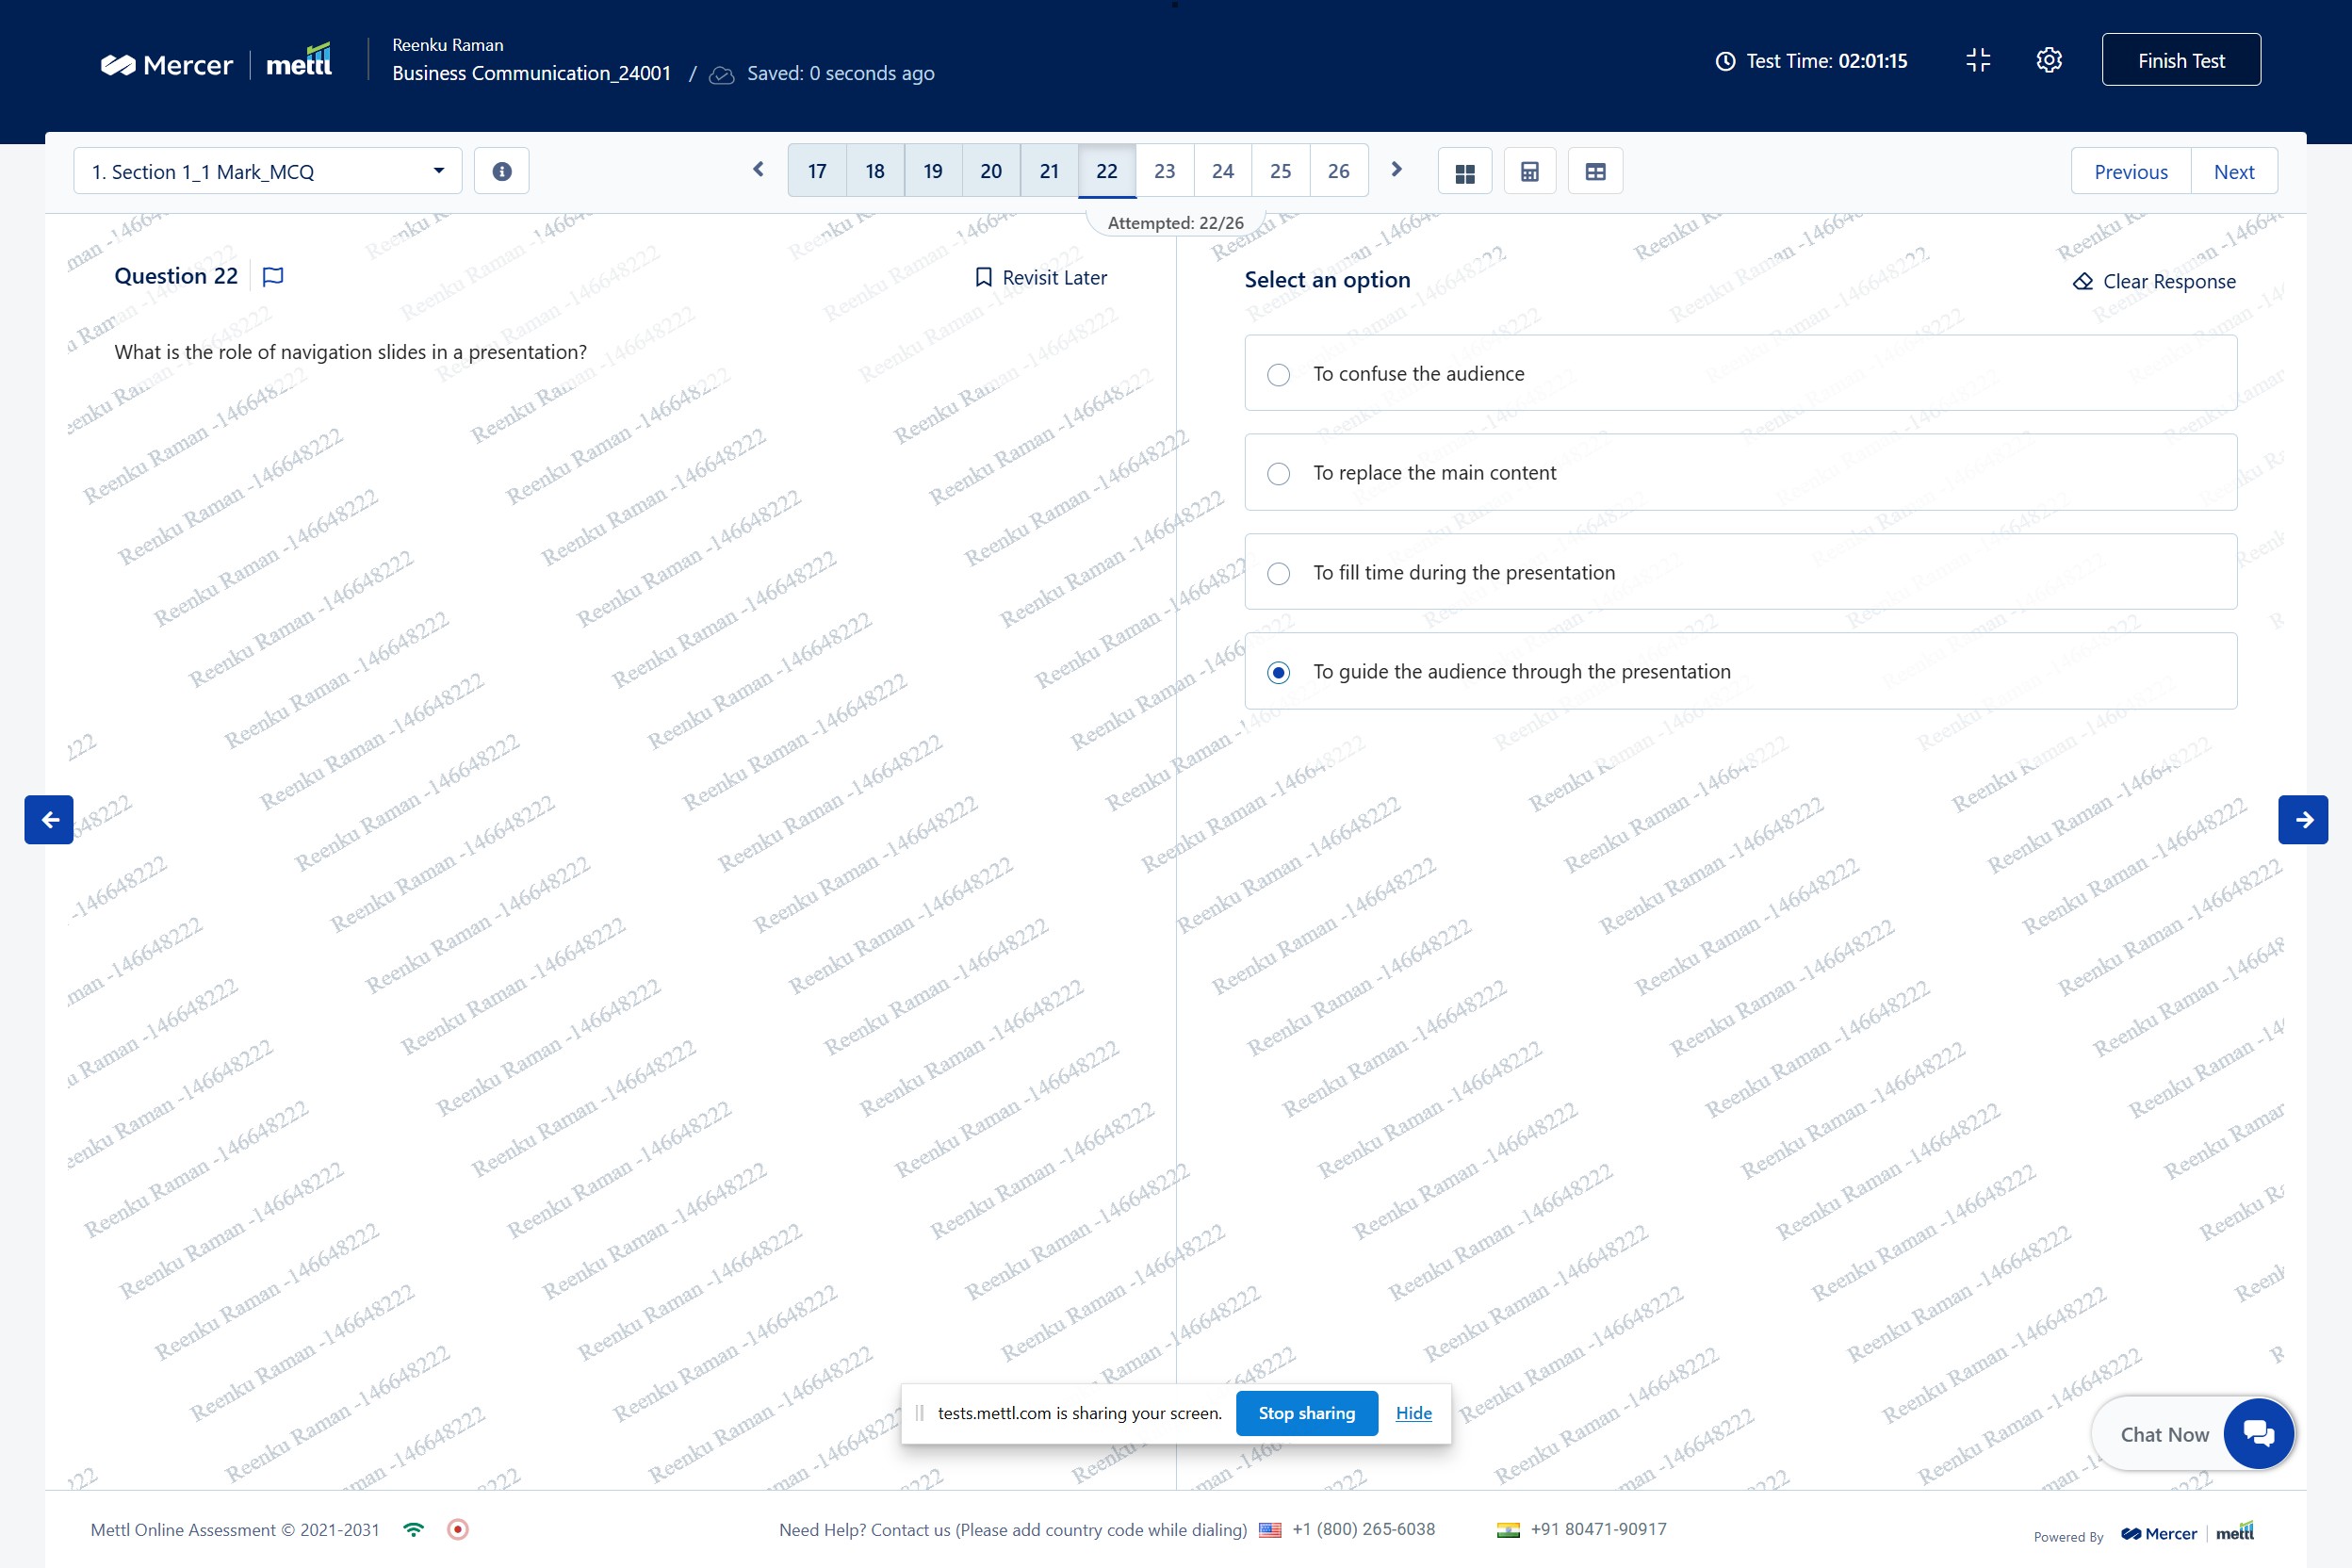 Mercer mettl
Reenku Raman
Business Communication_24001 / Saved: 0 seconds ago
Test Time: 02:01:15
Finish Test
1. Section 1_1 Mark_MCQ
17 18 19 20 21 22 23 24 25 26
Previous Next
Attempted: 22/26
Question 22
Revisit Later
What is the role of navigation slides in a presentation?
Select an option
Clear Response
To confuse the audience
To replace the main content
To fill time during the presentation
To guide the audience through the presentation
Reenku Raman -146648222
tests.mettl.com is sharing your screen. Stop sharing Hide
Chat Now
Mettl Online Assessment © 2021-2031
Need Help? Contact us (Please add country code while dialing) +1 (800) 265-6038 +91 80471-90917
Powered By Mercer mettl